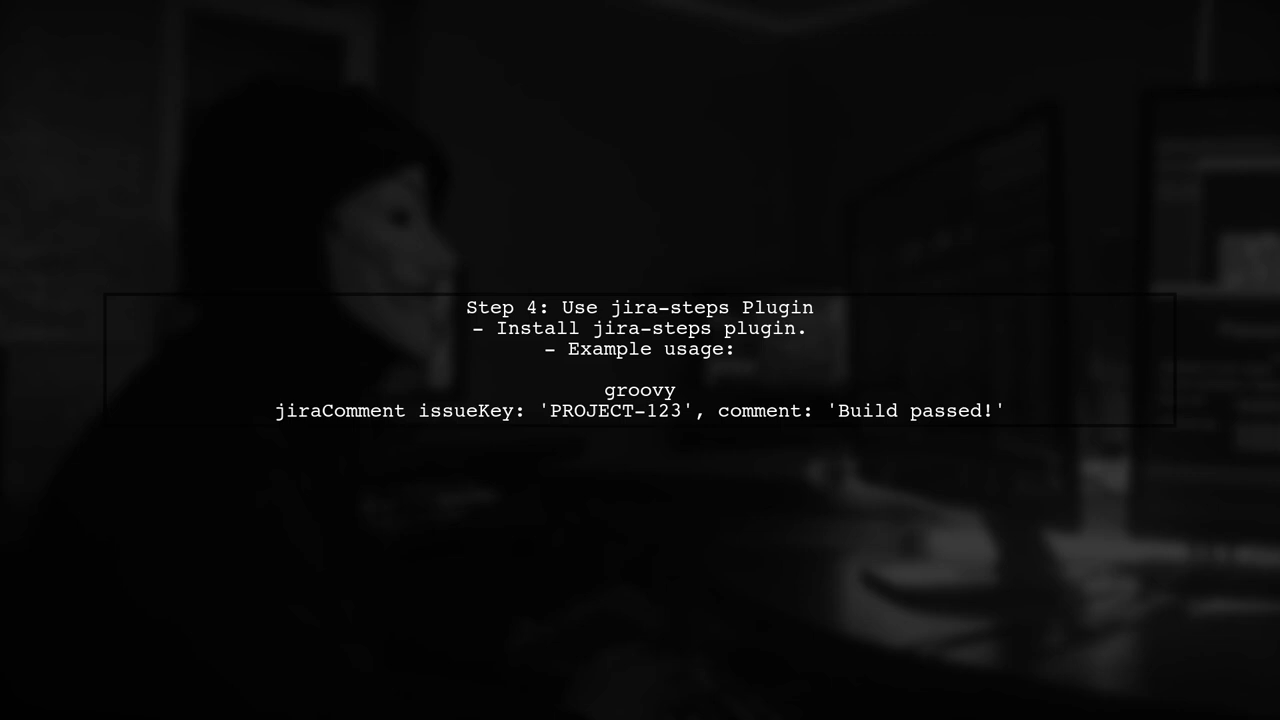 Step 4: Use jira-steps Plugin
- Install jira-steps plugin.
- Example usage:
groovy
jiraComment issueKey: 'PROJECT-123', comment: 'Build passed!'